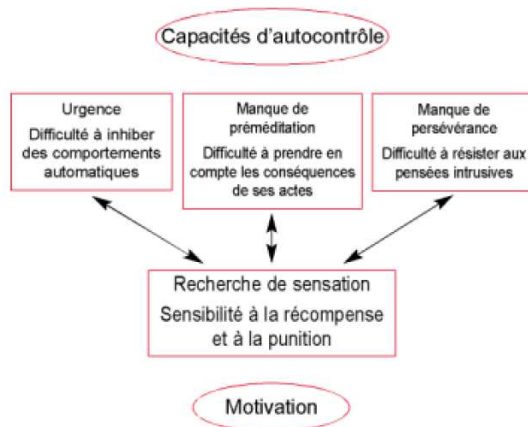 Capacités d'autocontrôle
Urgence
Difficulté à inhiber
des comportements
automatiques
Manque de
préméditation
Difficulté à prendre en
compte les conséquences
de ses actes
Manque de
persévérance
Difficulté à résister aux
pensées intrusives
Recherche de sensation
Sensibilité à la récompense
et à la punition
Motivation